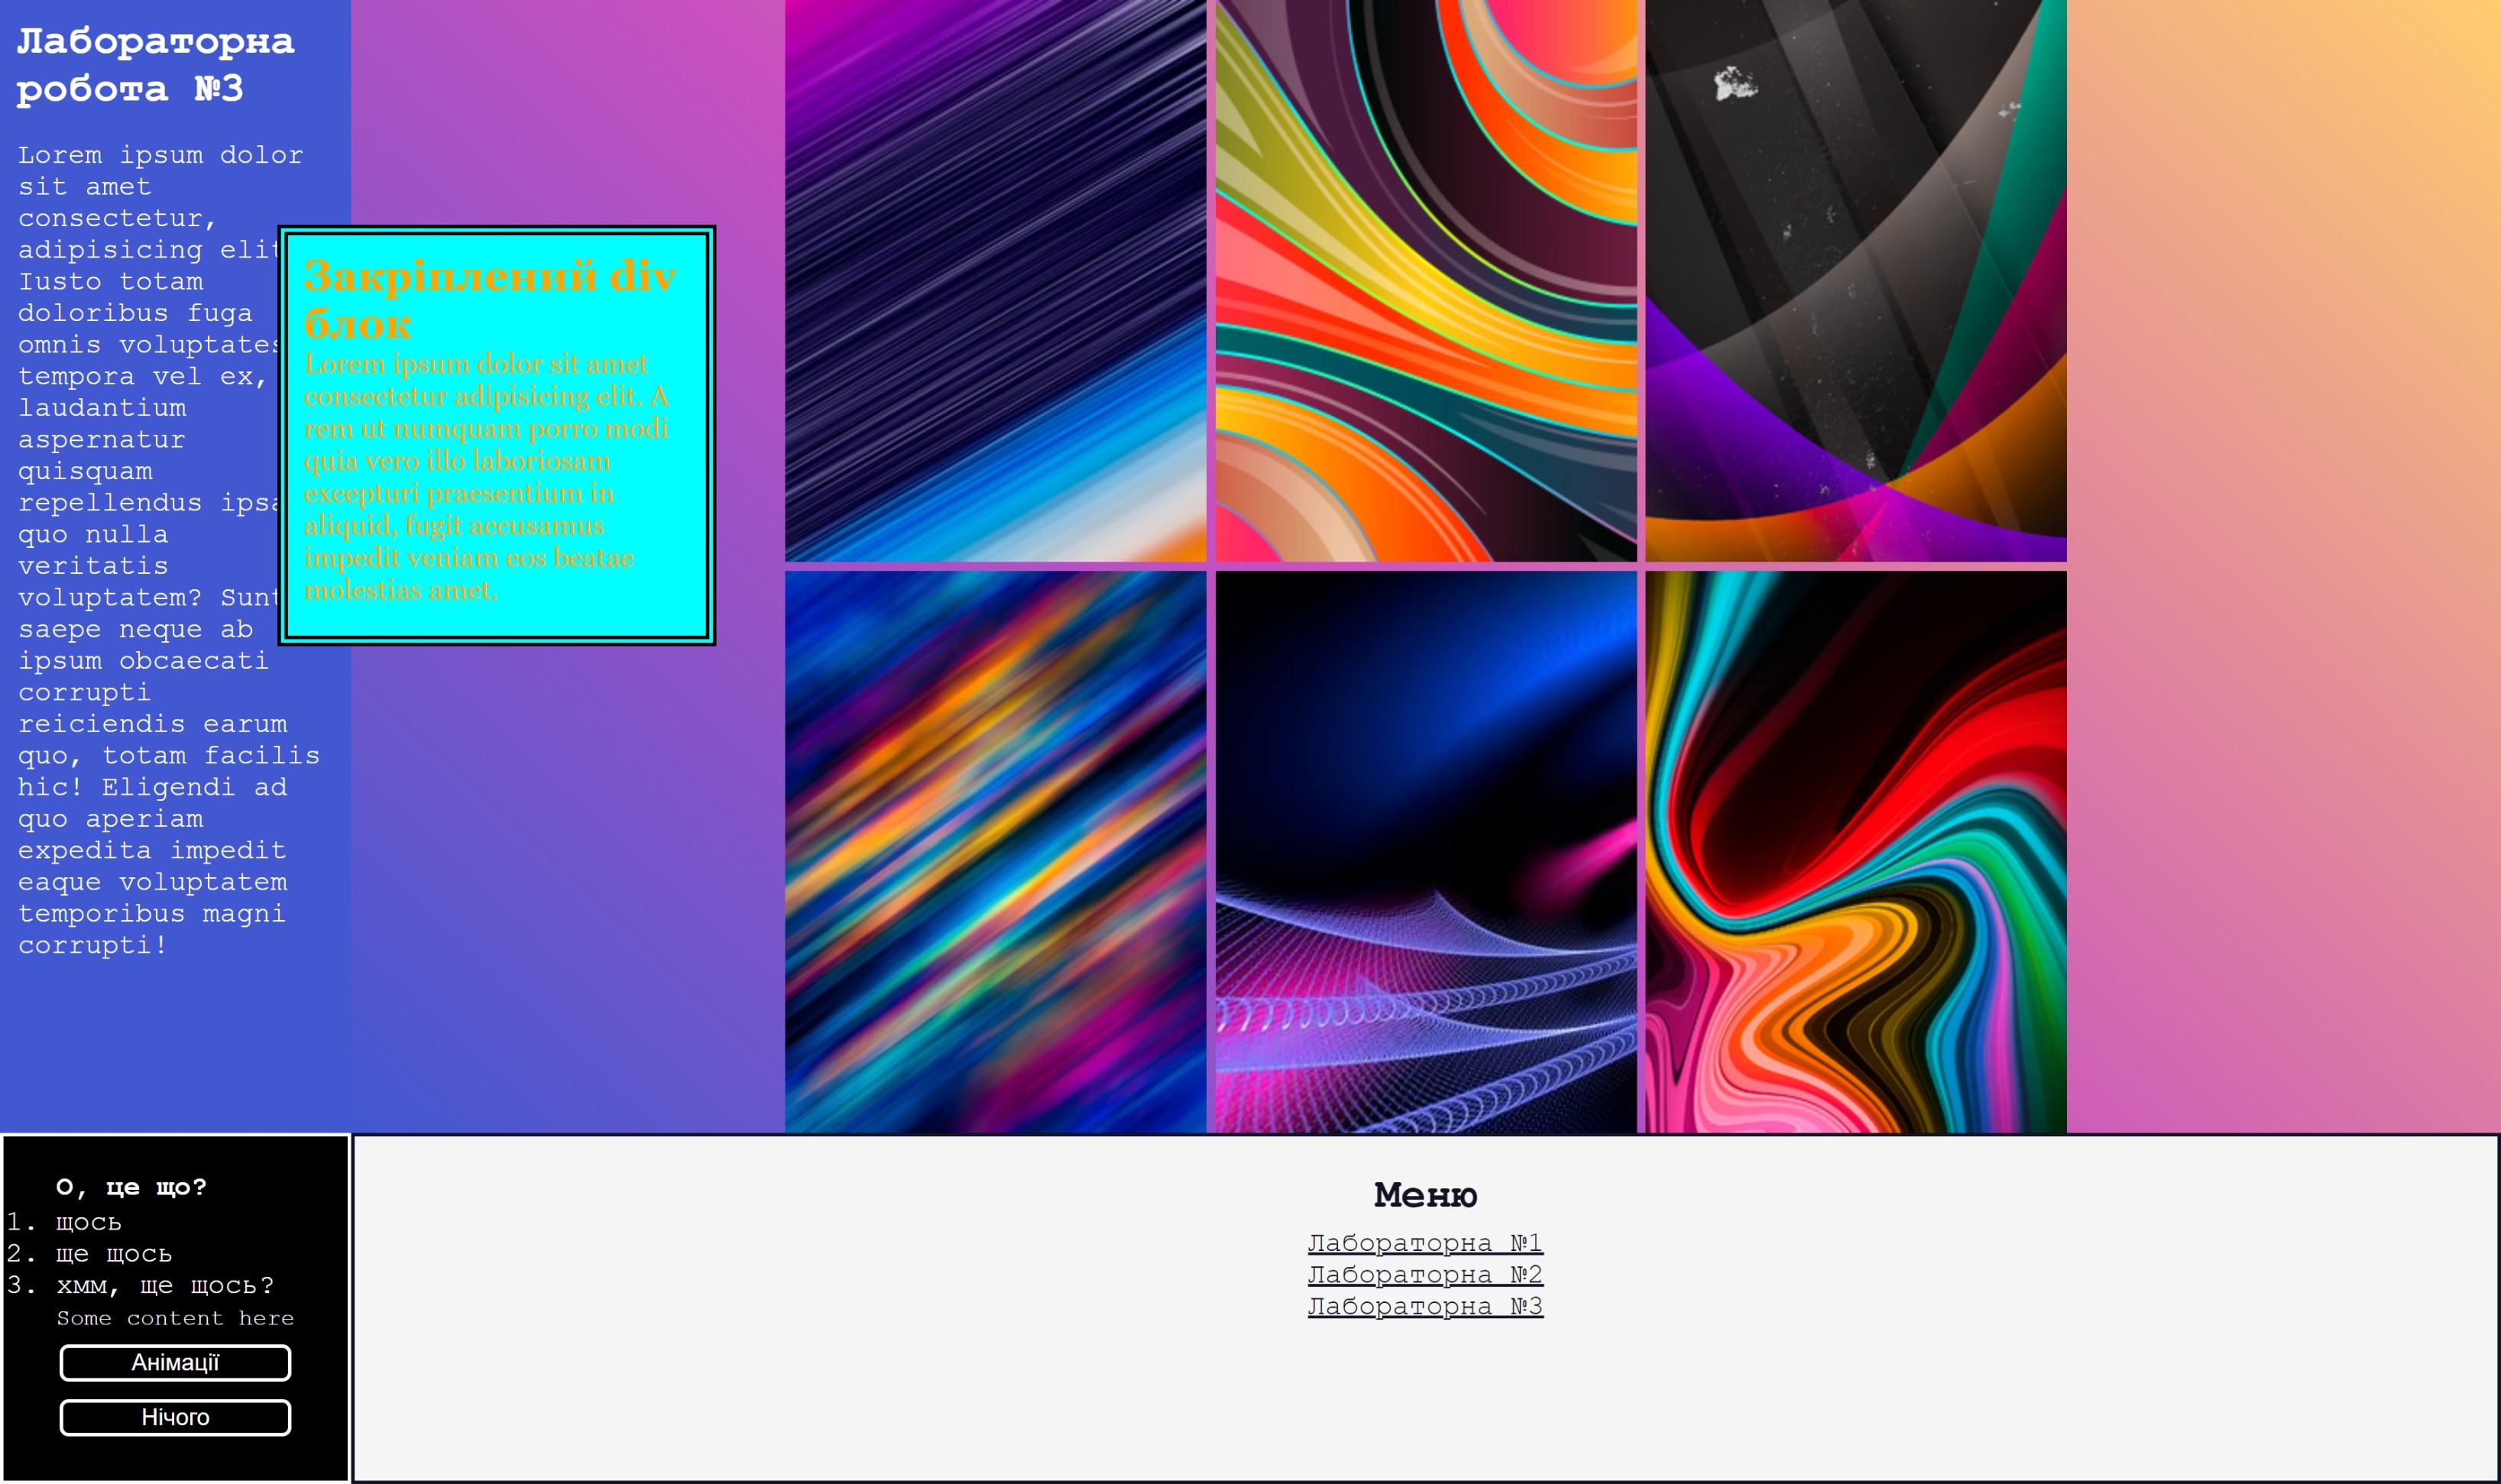 Лабораторна
робота №3
Lorem ipsum dolor
sit amet
consectetur,
adipisicing elit
Iusto totam
doloribus fuga
omnis voluptates
tempora vel ex,
laudantium
aspernatur
quisquam
repellendus ipsa
quo nulla
veritatis
voluptatem? Sunt
saepe neque ab
ipsum obcaecati
corrupti
reiciendis earum
quo, totam facilis
hic! Eligendi ad
quo aperiam
expedita impedit
eaque voluptatem
temporibus magni
corrupti!
Закріплений div
блок
Lorem ipsum dolor sit amet
consectetur adipisicing elit. A
rem ut numquam porro modi
quia vero illo laboriosam
excepturi praesentium in
aliquid, fugit accusamus
impedit veniam eos beatae
molestias amet.
О, це що?
1. щось
2. ще щось
3. хмм, ще щось?
Some content here
Анімації
Нічого
Меню
Лабораторна №1
Лабораторна №2
Лабораторна №3